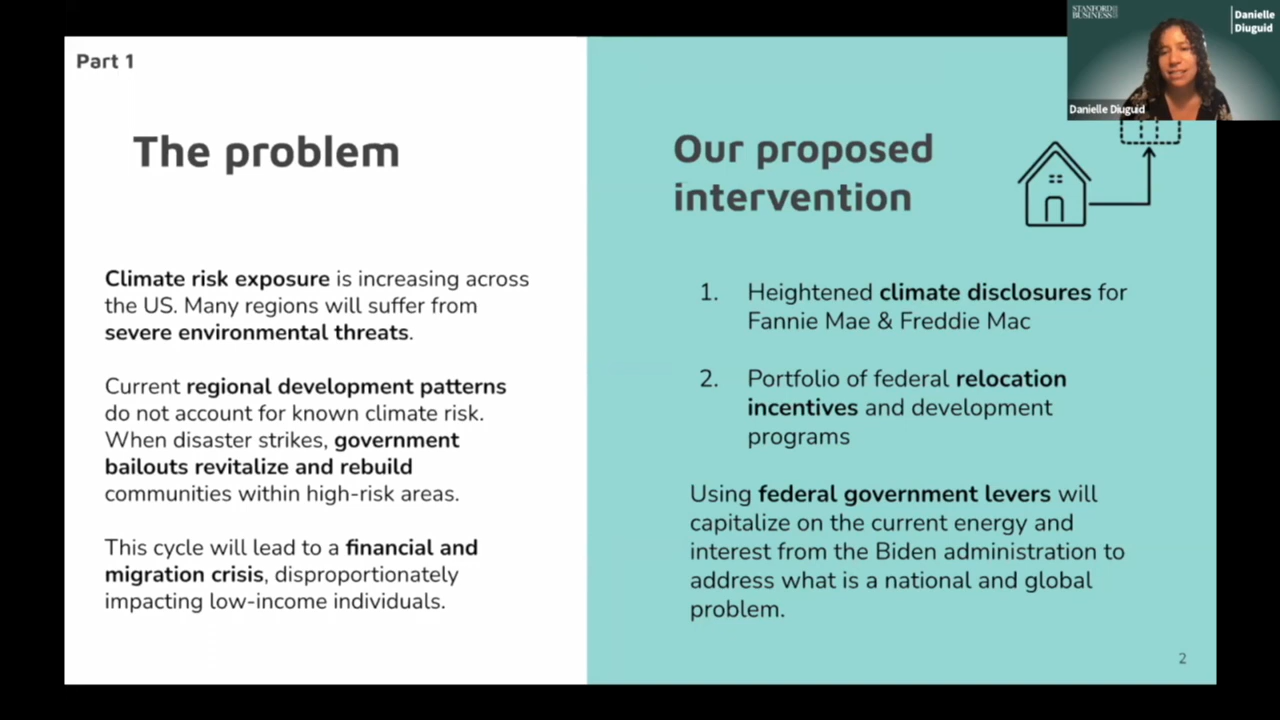 Part 1
The problem
Climate risk exposure is increasing across
the US. Many regions will suffer from
severe environmental threats.
Current regional development patterns
do not account for known climate risk.
When disaster strikes, government
bailouts revitalize and rebuild
communities within high-risk areas.
This cycle will lead to a financial and
migration crisis, disproportionately
impacting low-income individuals.
Our proposed
intervention
1. Heightened climate disclosures for
Fannie Mae & Freddie Mac
2. Portfolio of federal relocation
incentives and development
programs
Using federal government levers will
capitalize on the current energy and
interest from the Biden administration to
address what is a national and global
problem.
2
STANFORD
BUSINESS
Danielle
Diuguid
Danielle Diuguid